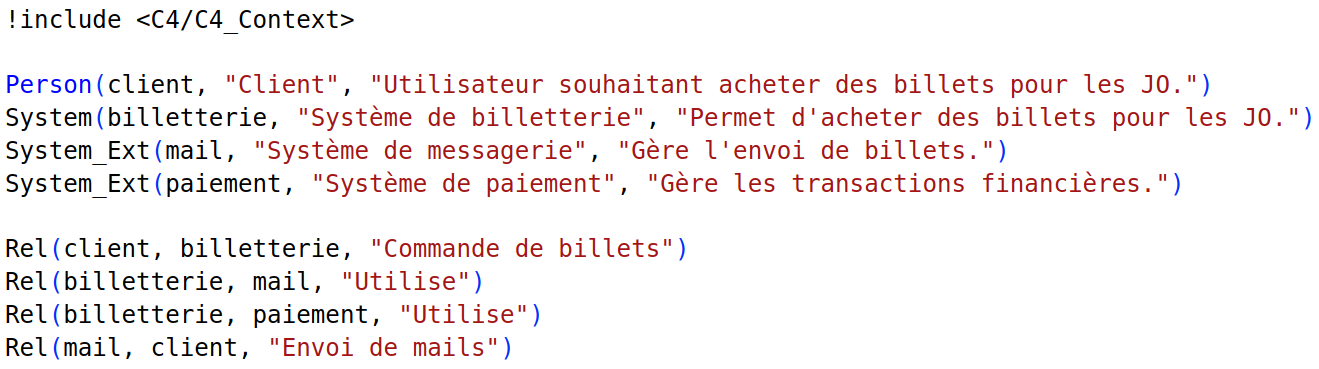 !include <C4/C4_Context>
Person(client, "Client", "Utilisateur souhaitant acheter des billets pour les JO.")
System(billetterie, "Système de billetterie", "Permet d'acheter des billets pour les JO.")
System_Ext(mail, "Système de messagerie", "Gère l'envoi de billets.")
System_Ext(paiement, "Système de paiement", "Gère les transactions financières.")
Rel(client, billetterie, "Commande de billets")
Rel(billetterie, mail, "Utilise")
Rel(billetterie, paiement, "Utilise")
Rel(mail, client, "Envoi de mails")